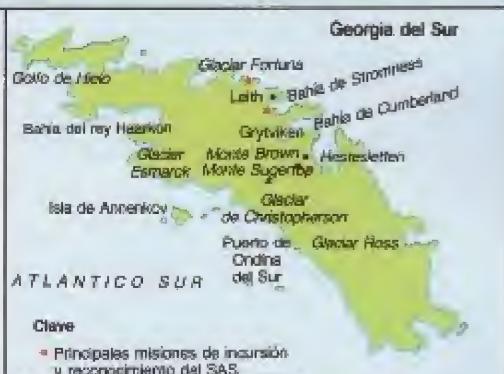 Georgia del Sur
Glaciar Fortuna
Golfo de Hielo
Leith
Bahía de Stromness
Bahía de Cumberland
Bahía del rey Haakon
Grytviken
Glaciar
Esmarck
Monte Brown
Hestesletten
Monte Sugartop
Isla de Annenkov
Glaciar
de Christopherson
Puerto de
Ondina
del Sur
Glaciar Ross
ATLANTICO SUR
Clave
Principales misiones de incursión
y reconocimiento del SAS